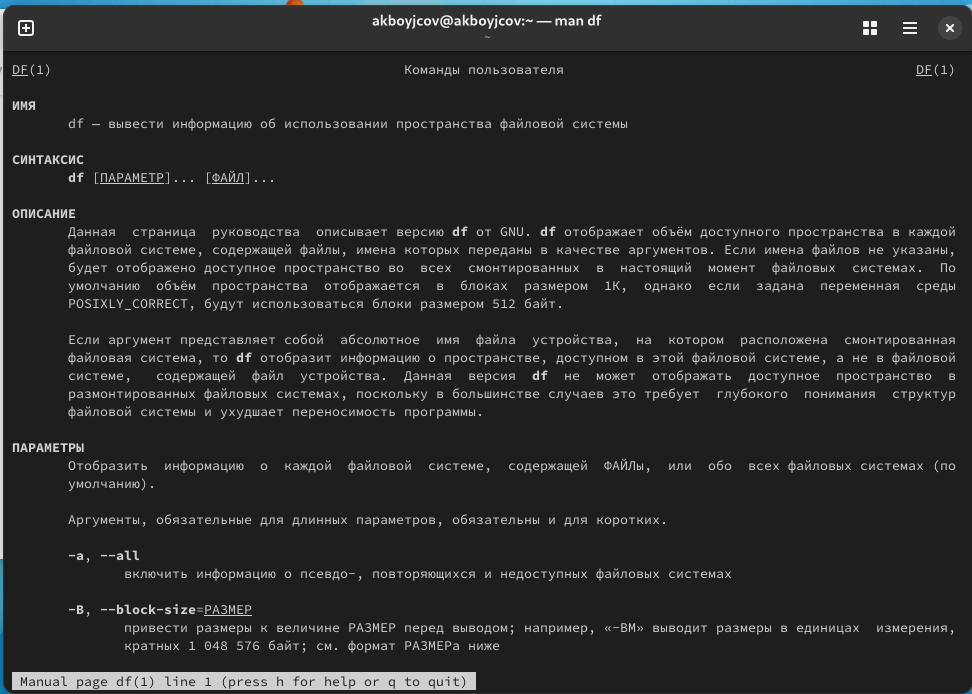 akboyjcov@akboyjcov:~ — man df
~
DF(1) Команды пользователя DF(1)
ИМЯ
df — вывести информацию об использовании пространства файловой системы
СИНТАКСИС
df [ПАРАМЕТР]... [ФАЙЛ]...
ОПИСАНИЕ
Данная страница руководства описывает версию df от GNU. df отображает объём доступного пространства в каждой
файловой системе, содержащей файлы, имена которых переданы в качестве аргументов. Если имена файлов не указаны,
будет отображено доступное пространство во всех смонтированных в настоящий момент файловых системах. По
умолчанию объём пространства отображается в блоках размером 1K, однако если задана переменная среды
POSIXLY_CORRECT, будут использоваться блоки размером 512 байт.
Если аргумент представляет собой абсолютное имя файла устройства, на котором расположена смонтированная
файловая система, то df отобразит информацию о пространстве, доступном в этой файловой системе, а не в файловой
системе, содержащей файл устройства. Данная версия df не может отображать доступное пространство в
размонтированных файловых системах, поскольку в большинстве случаев это требует глубокого понимания структур
файловой системы и ухудшает переносимость программы.
ПАРАМЕТРЫ
Отобразить информацию о каждой файловой системе, содержащей ФАЙЛы, или обо всех файловых системах (по
умолчанию).
Аргументы, обязательные для длинных параметров, обязательны и для коротких.
-a, --all
включить информацию о псевдо-, повторяющихся и недоступных файловых системах
-B, --block-size=РАЗМЕР
привести размеры к величине РАЗМЕР перед выводом; например, «-BM» выводит размеры в единицах измерения,
кратных 1 048 576 байт; см. формат РАЗМЕРа ниже
Manual page df(1) line 1 (press h for help or q to quit)